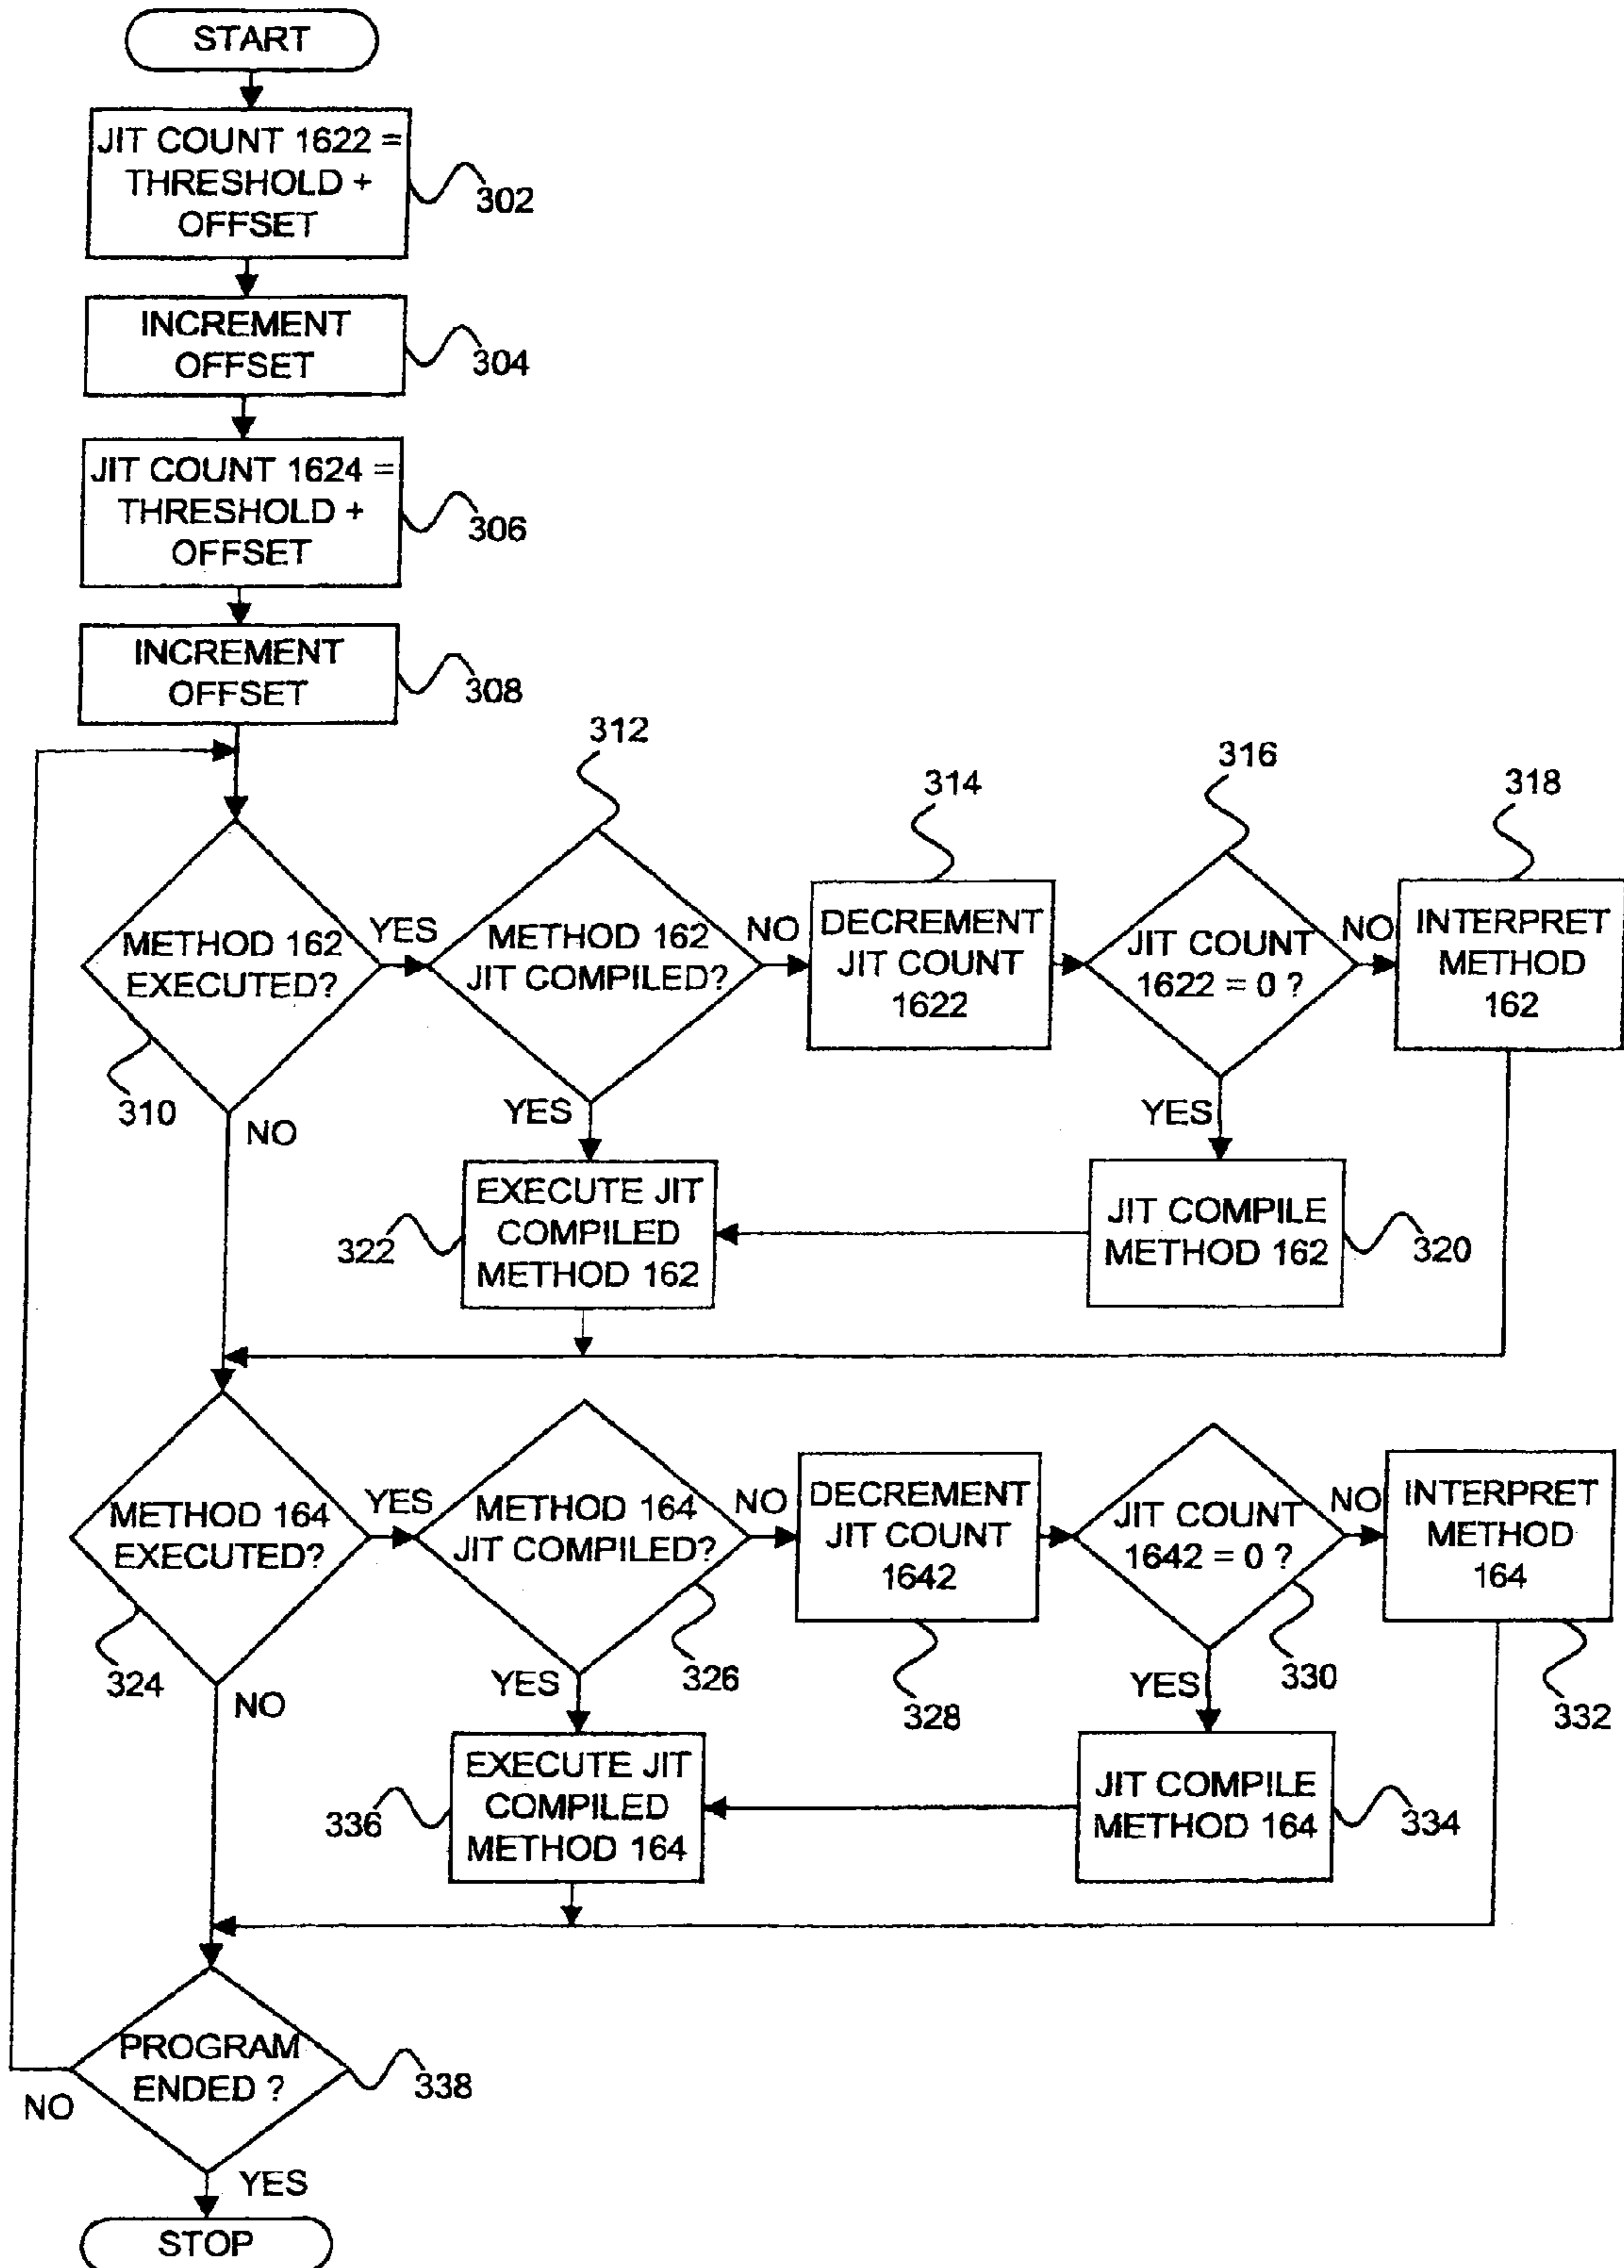 START
JIT COUNT 1622 =
THRESHOLD +
OFFSET
302
INCREMENT
OFFSET
304
JIT COUNT 1624 =
THRESHOLD +
OFFSET
306
INCREMENT
OFFSET
308
METHOD 162
EXECUTED?
310
YES
NO
312
METHOD 162
JIT COMPILED?
NO
YES
314
DECREMENT
JIT COUNT
1622
316
JIT COUNT
1622 = 0 ?
NO
YES
318
INTERPRET
METHOD
162
EXECUTE JIT
COMPILED
METHOD 162
322
JIT COMPILE
METHOD 162
320
METHOD 164
EXECUTED?
324
YES
NO
METHOD 164
JIT COMPILED?
326
NO
YES
DECREMENT
JIT COUNT
1642
328
JIT COUNT
1642 = 0 ?
330
NO
YES
INTERPRET
METHOD
164
332
EXECUTE JIT
COMPILED
METHOD 164
336
JIT COMPILE
METHOD 164
334
PROGRAM
ENDED ?
338
NO
YES
STOP